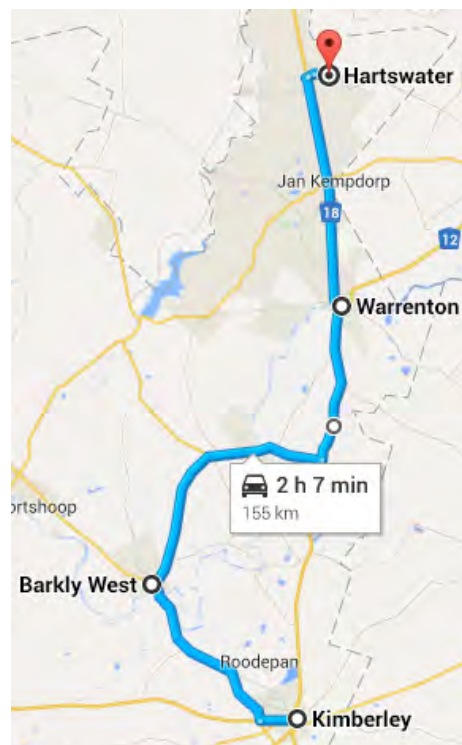 Hartswater
Jan Kempdorp
18
12
Warrenton
2 h 7 min
155 km
ortshoop
Barkly West
Roodepan
Kimberley